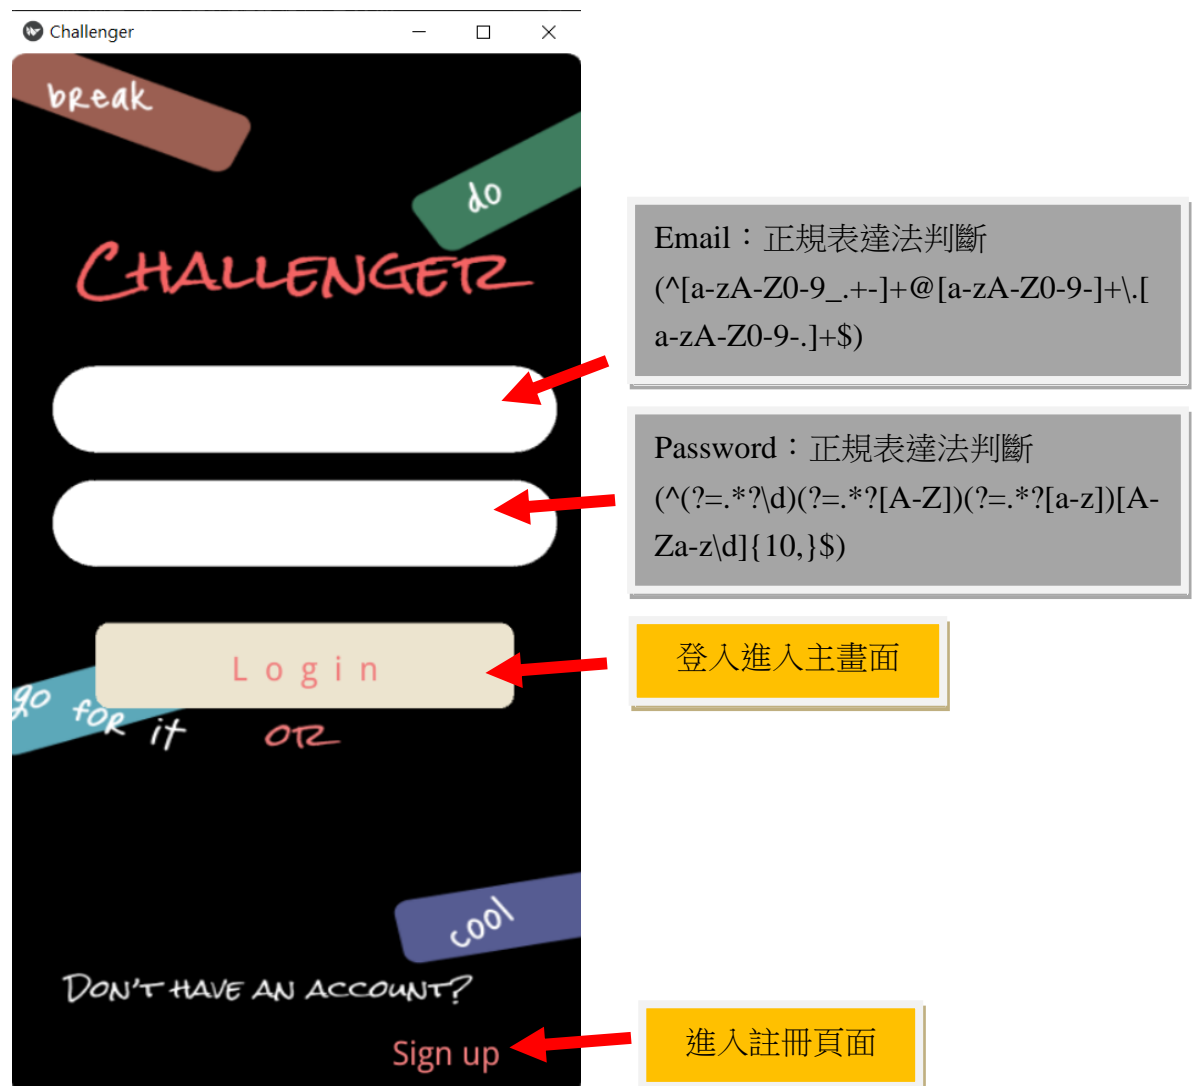 Challenger
break
do
CHALLENGER
Email：正規表達法判斷
(^[a-zA-Z0-9_.+-]+@[a-zA-Z0-9-]+\.[
a-zA-Z0-9-.]+$)
Password：正規表達法判斷
(^(?=.*?\d)(?=.*?[A-Z])(?=.*?[a-z])[A-
Za-z\d]{10,}$)
Login
登入進入主畫面
go for it
OR
cool
DON'T HAVE AN ACCOUNT?
Sign up
進入註冊頁面